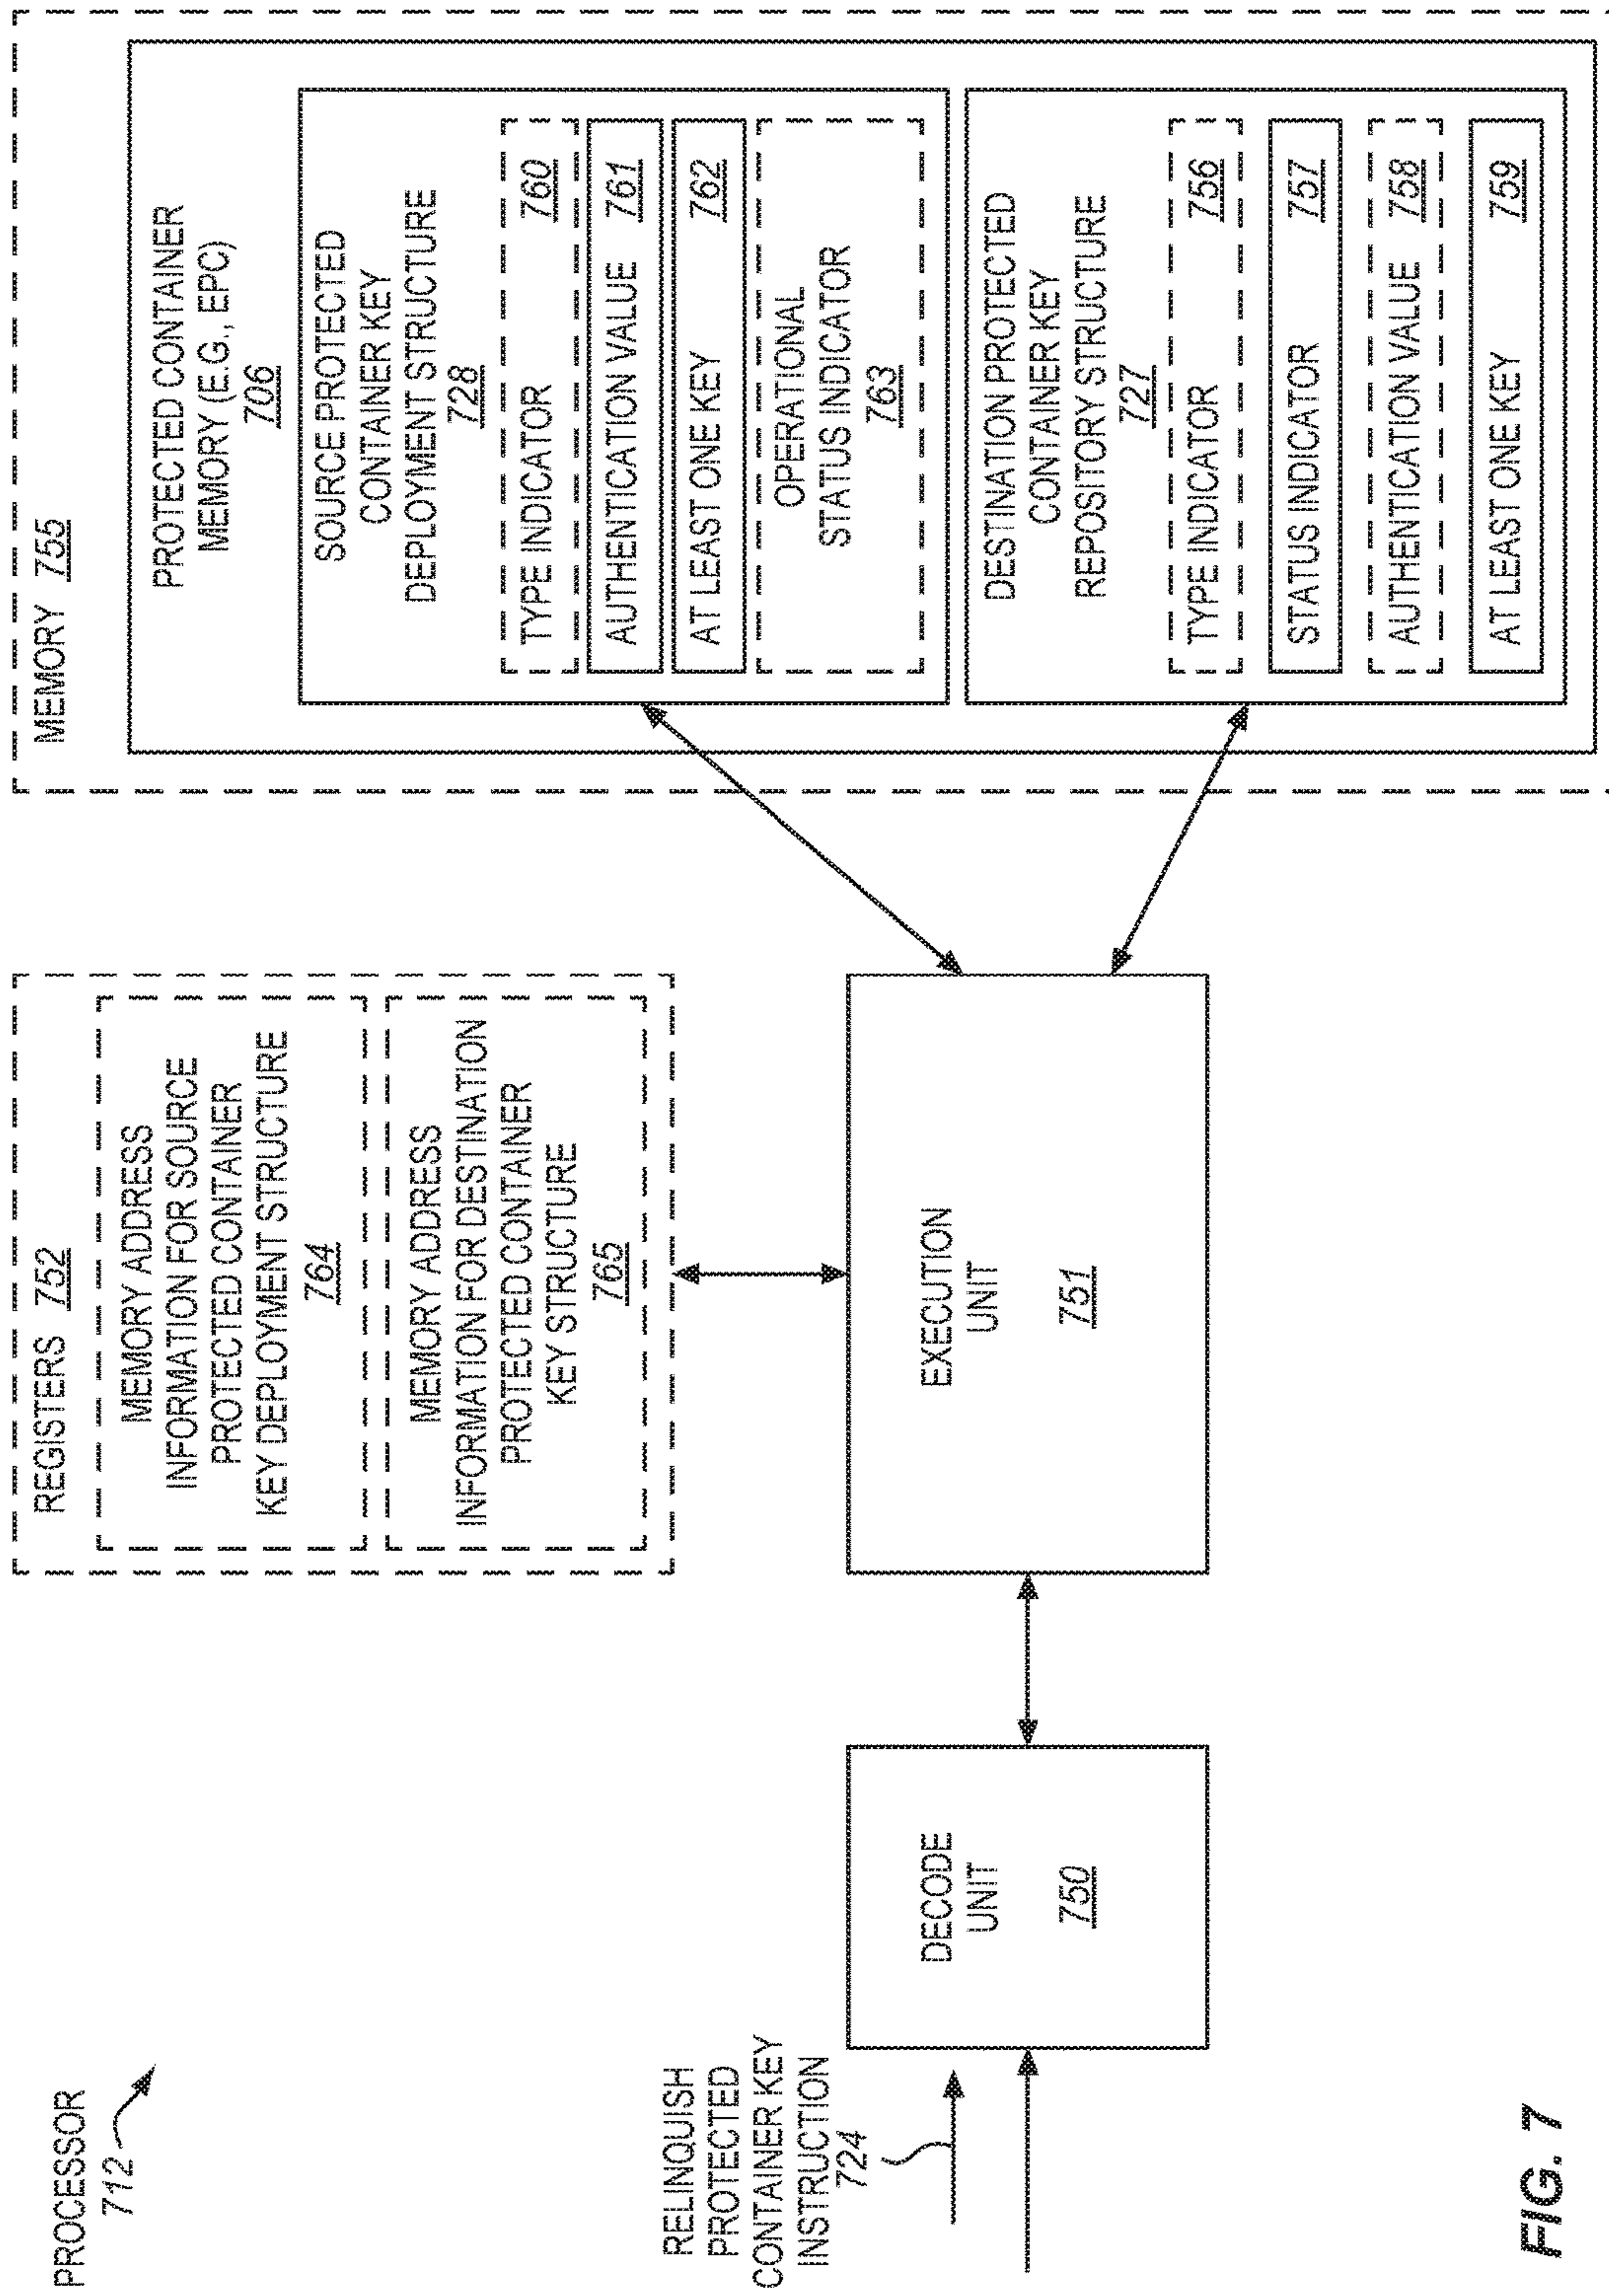 PROCESSOR
712
RELINQUISH
PROTECTED
CONTAINER KEY
INSTRUCTION
724
DECODE
UNIT
750
EXECUTION
UNIT
751
REGISTERS 752
MEMORY ADDRESS
INFORMATION FOR SOURCE
PROTECTED CONTAINER
KEY DEPLOYMENT STRUCTURE
764
MEMORY ADDRESS
INFORMATION FOR DESTINATION
PROTECTED CONTAINER
KEY STRUCTURE
765
MEMORY 755
PROTECTED CONTAINER
MEMORY (E.G., EPC)
706
SOURCE PROTECTED
CONTAINER KEY
DEPLOYMENT STRUCTURE
728
TYPE INDICATOR 760
AUTHENTICATION VALUE 761
AT LEAST ONE KEY 762
OPERATIONAL
STATUS INDICATOR
763
DESTINATION PROTECTED
CONTAINER KEY
REPOSITORY STRUCTURE
727
TYPE INDICATOR 756
STATUS INDICATOR 757
AUTHENTICATION VALUE 758
AT LEAST ONE KEY 759
FIG. 7